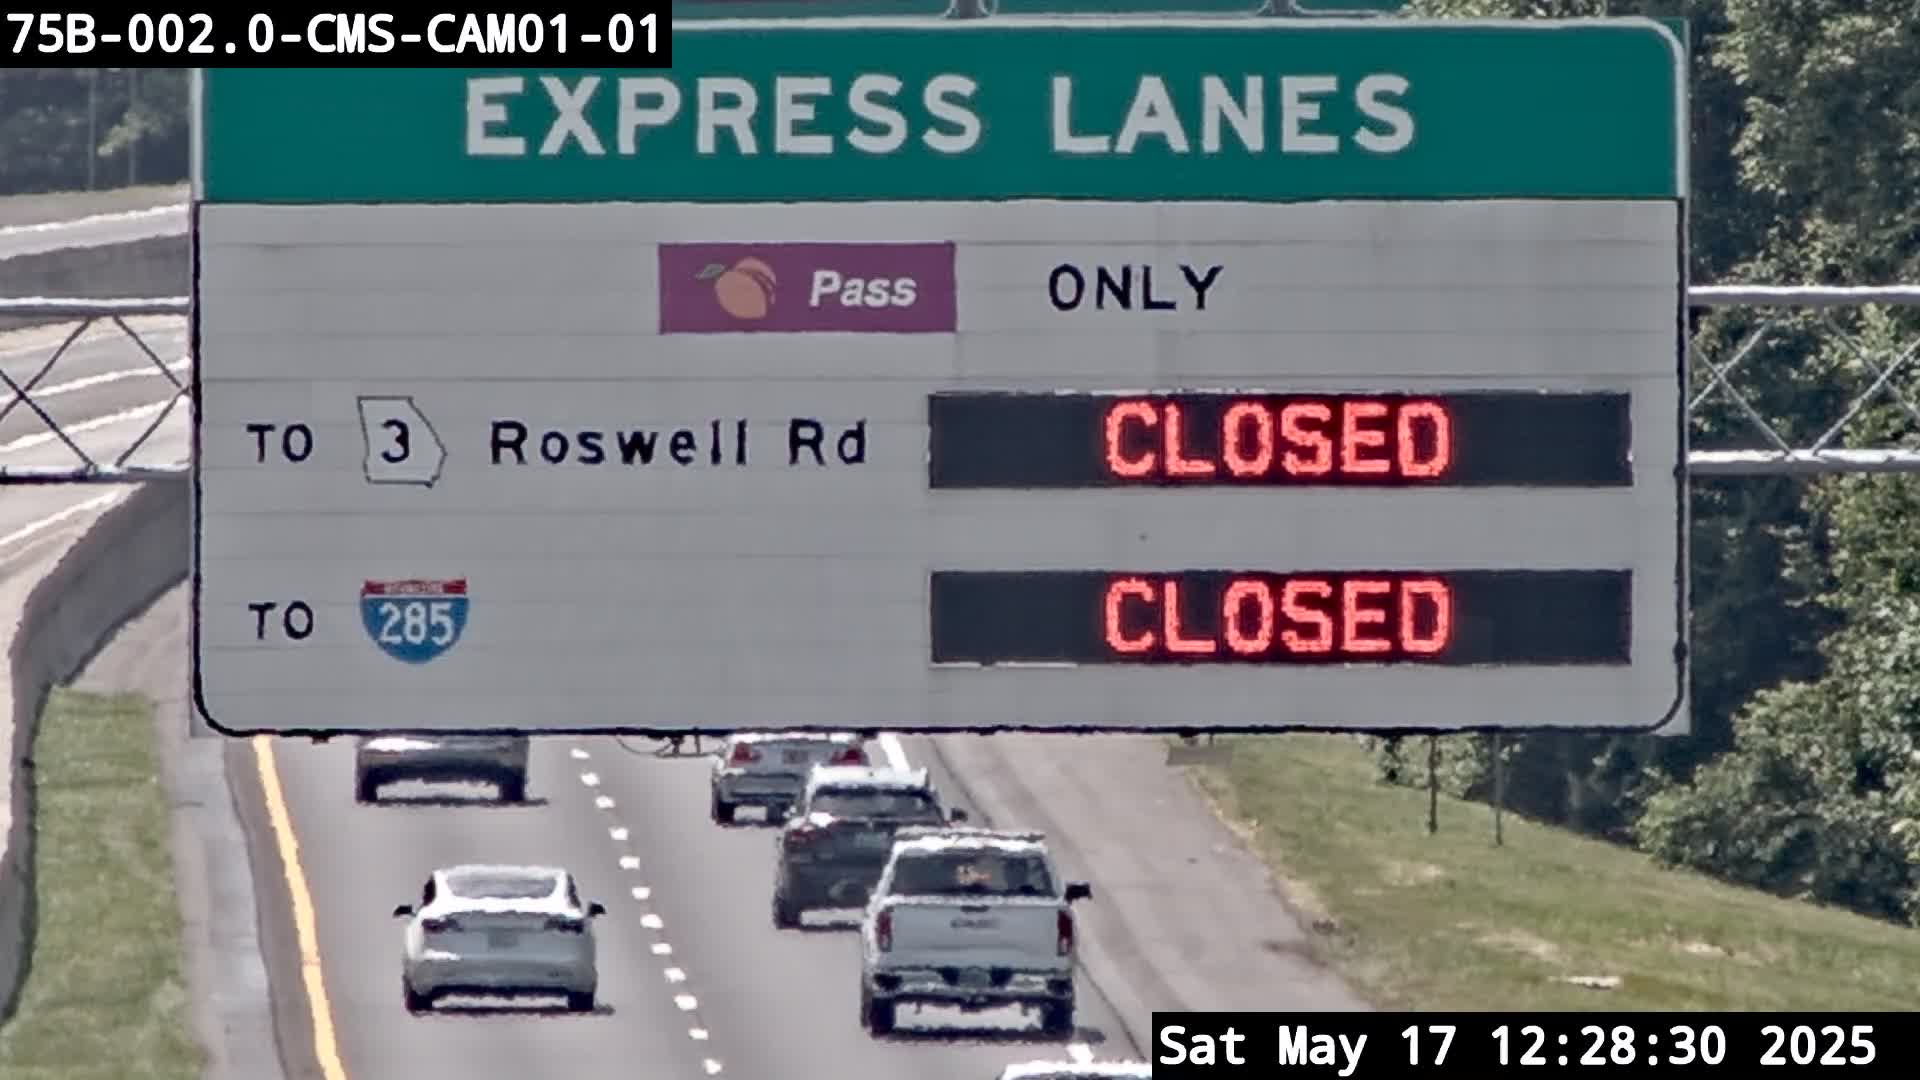 75B-002.0-CMS-CAM01-01
EXPRESS LANES
Pass ONLY
TO 3 Roswell Rd CLOSED
TO 285 CLOSED
Sat May 17 12:28:30 2025